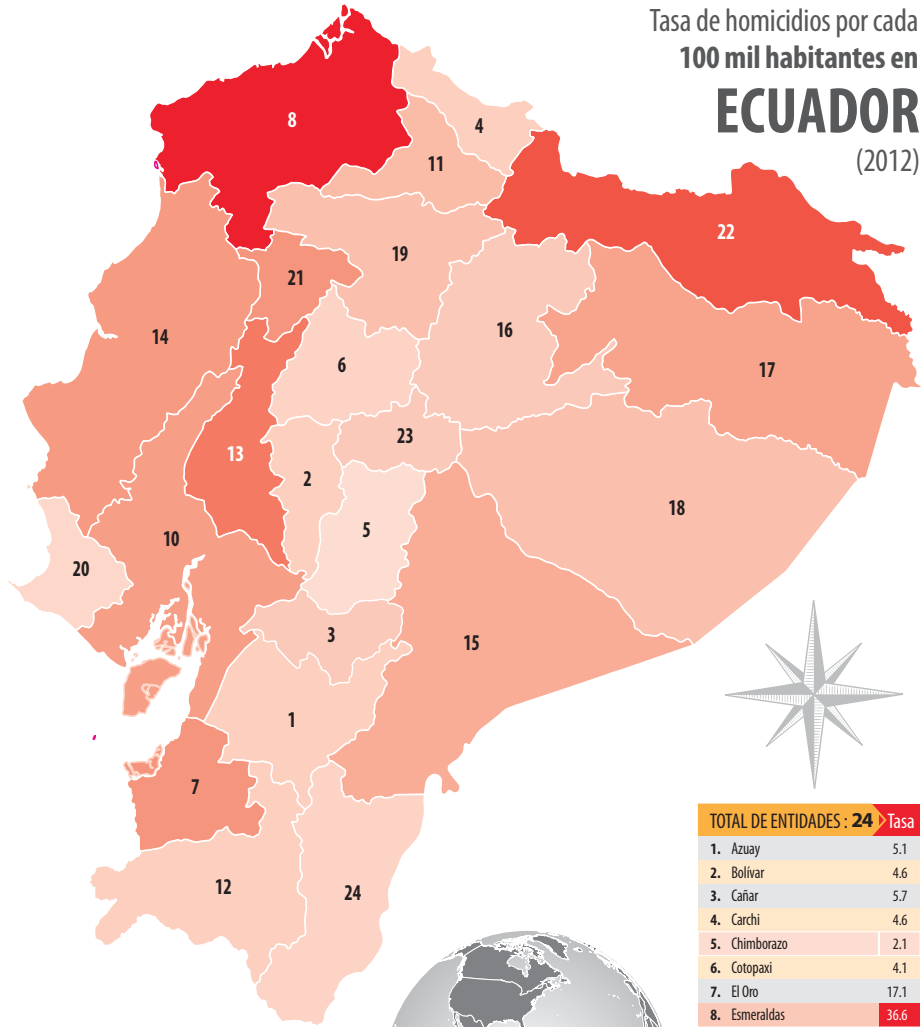 Tasa de homicidios por cada
100 mil habitantes en
ECUADOR
(2012)
8
4
11
22
19
21
14
16
6
17
13
23
2
18
5
10
20
3
15
1
7
12
24
TOTAL DE ENTIDADES : 24 Tasa
1. Azuay 5.1
2. Bolívar 4.6
3. Cañar 5.7
4. Carchi 4.6
5. Chimborazo 2.1
6. Cotopaxi 4.1
7. El Oro 17.1
8. Esmeraldas 36.6